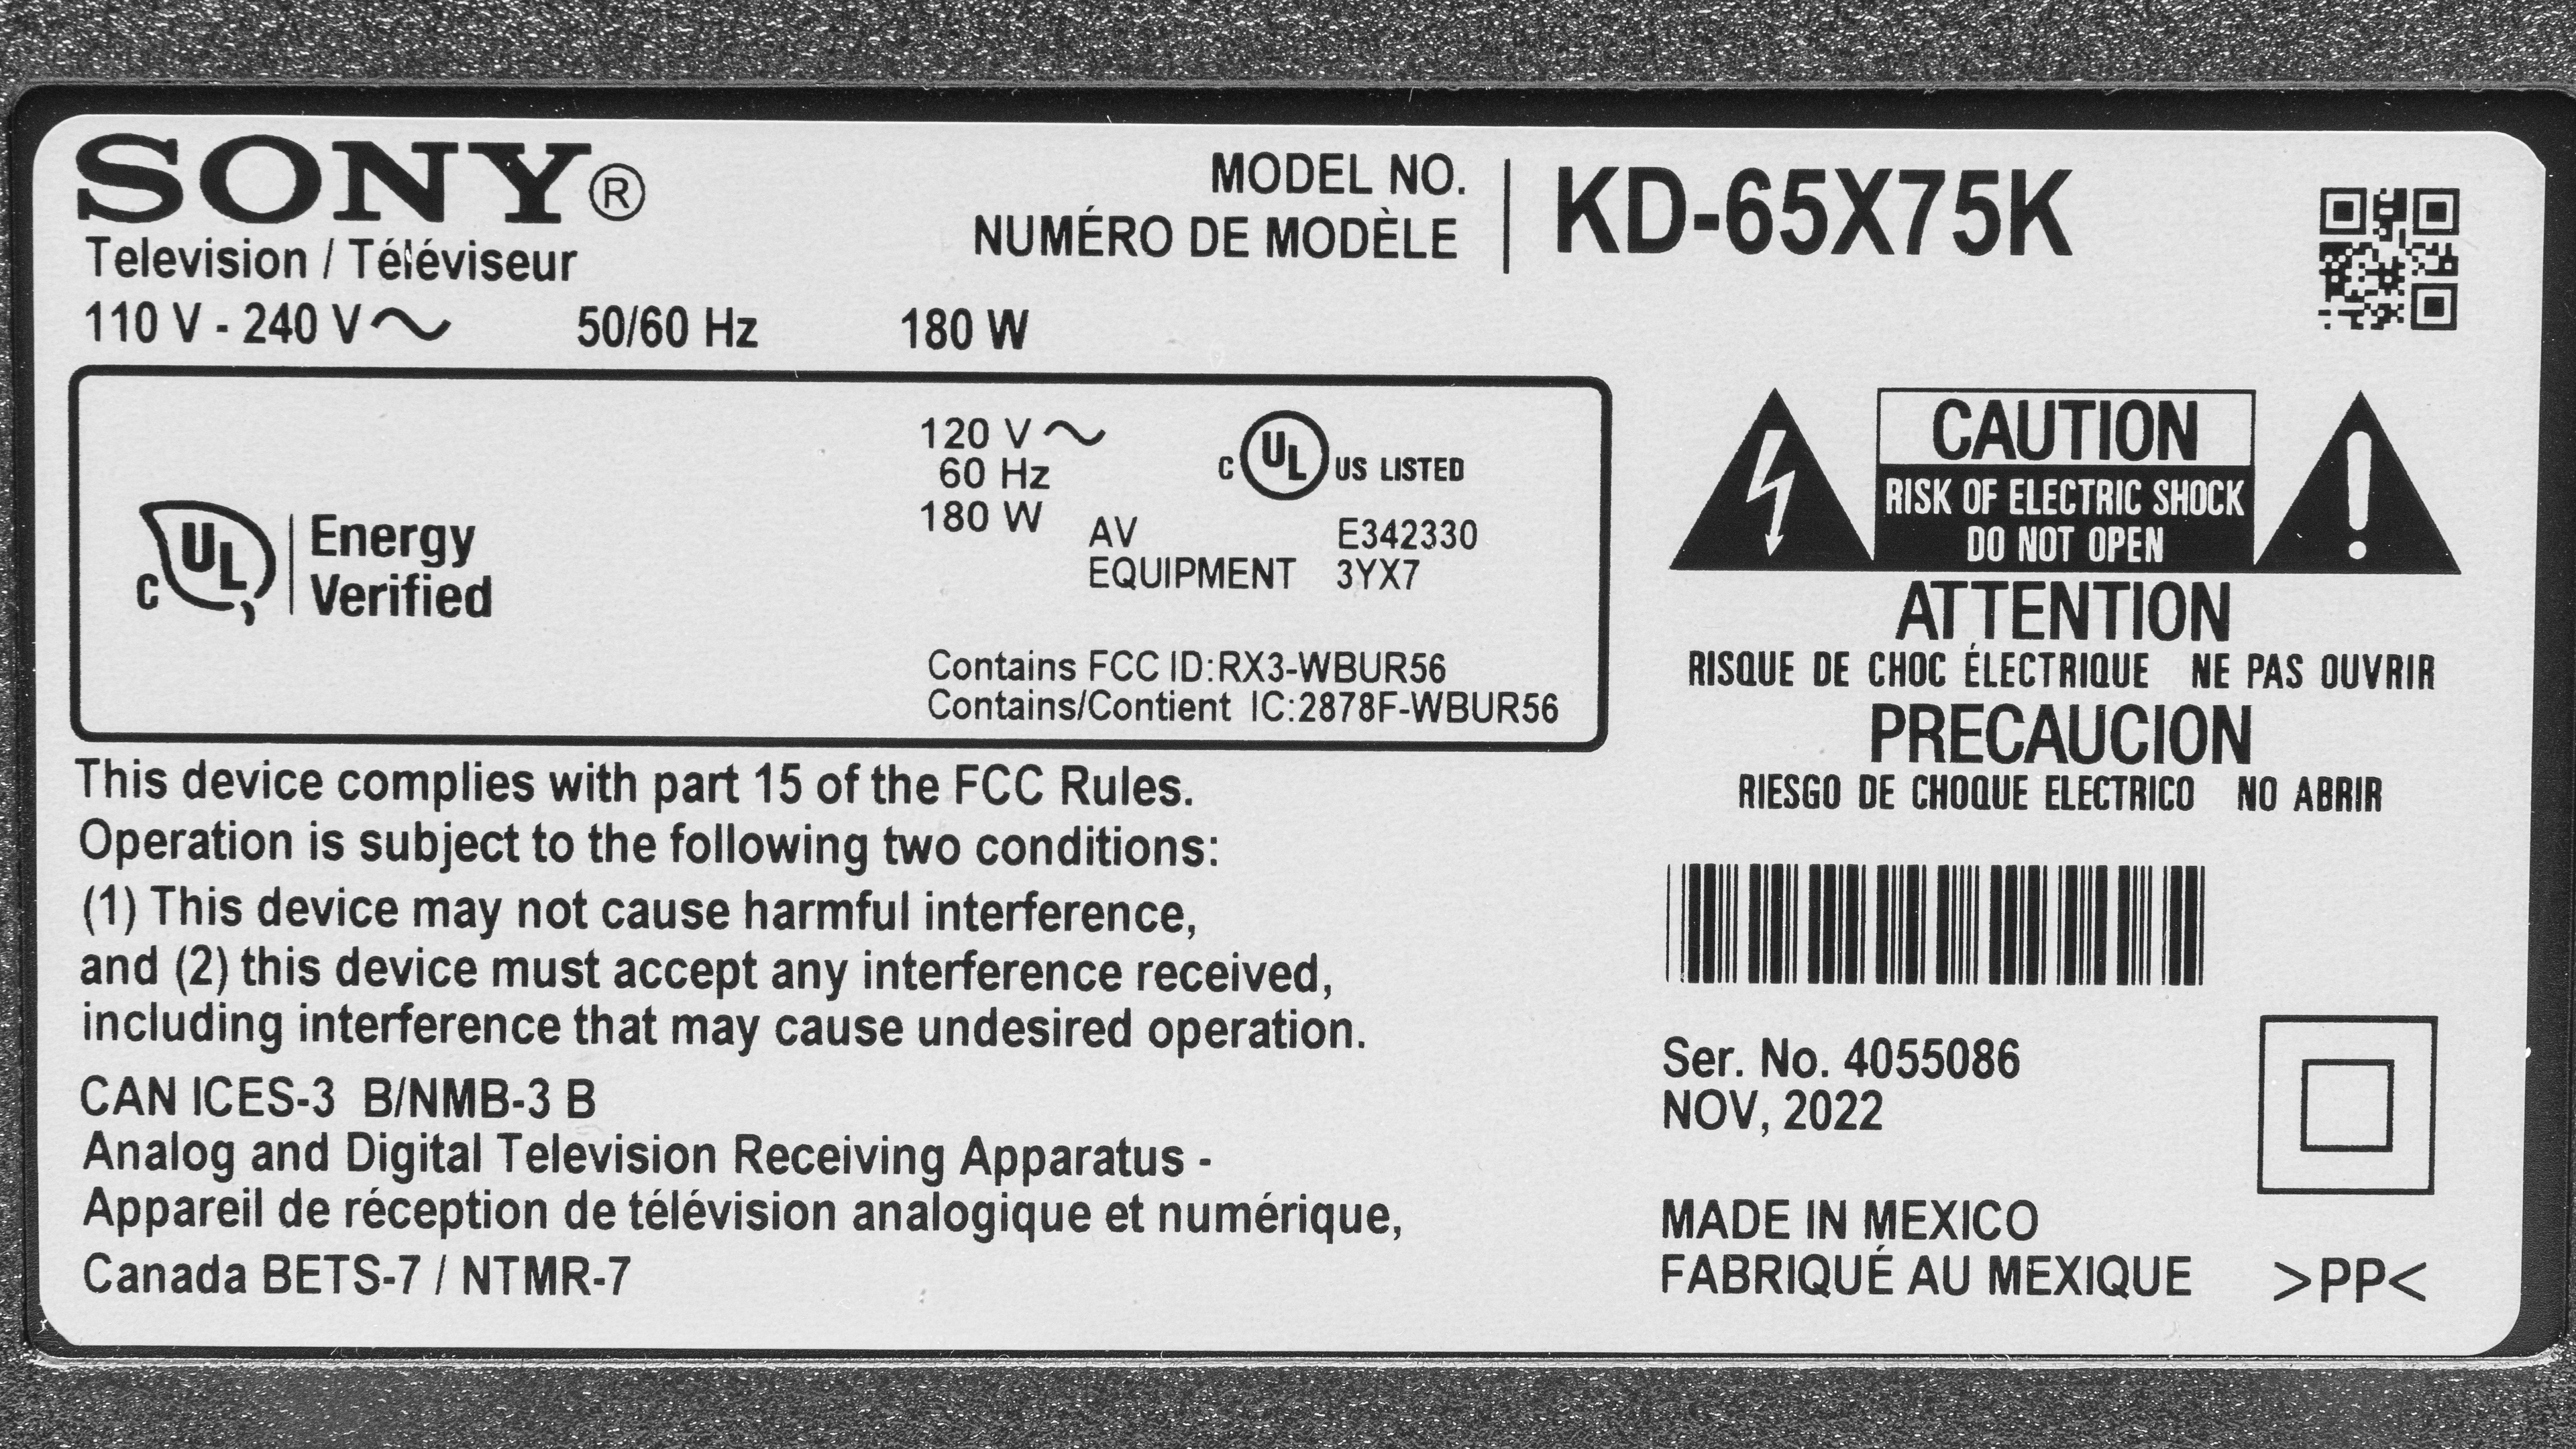 SONY®
Television / Téléviseur
110 V - 240 V 50/60 Hz 180 W
MODEL NO.
NUMÉRO DE MODÈLE
KD-65X75K
C UL Energy
Verified
120 V
60 Hz
180 W
C UL US LISTED
AV
EQUIPMENT
E342330
3YX7
Contains FCC ID:RX3-WBUR56
Contains/Contient IC:2878F-WBUR56
This device complies with part 15 of the FCC Rules.
Operation is subject to the following two conditions:
(1) This device may not cause harmful interference,
and (2) this device must accept any interference received,
including interference that may cause undesired operation.
CAN ICES-3 B/NMB-3 B
Analog and Digital Television Receiving Apparatus -
Appareil de réception de télévision analogique et numérique,
Canada BETS-7 / NTMR-7
CAUTION
RISK OF ELECTRIC SHOCK
DO NOT OPEN
ATTENTION
RISQUE DE CHOC ÉLECTRIQUE NE PAS OUVRIR
PRECAUCION
RIESGO DE CHOQUE ELECTRICO NO ABRIR
Ser. No. 4055086
NOV, 2022
MADE IN MEXICO
FABRIQUÉ AU MEXIQUE
>PP<